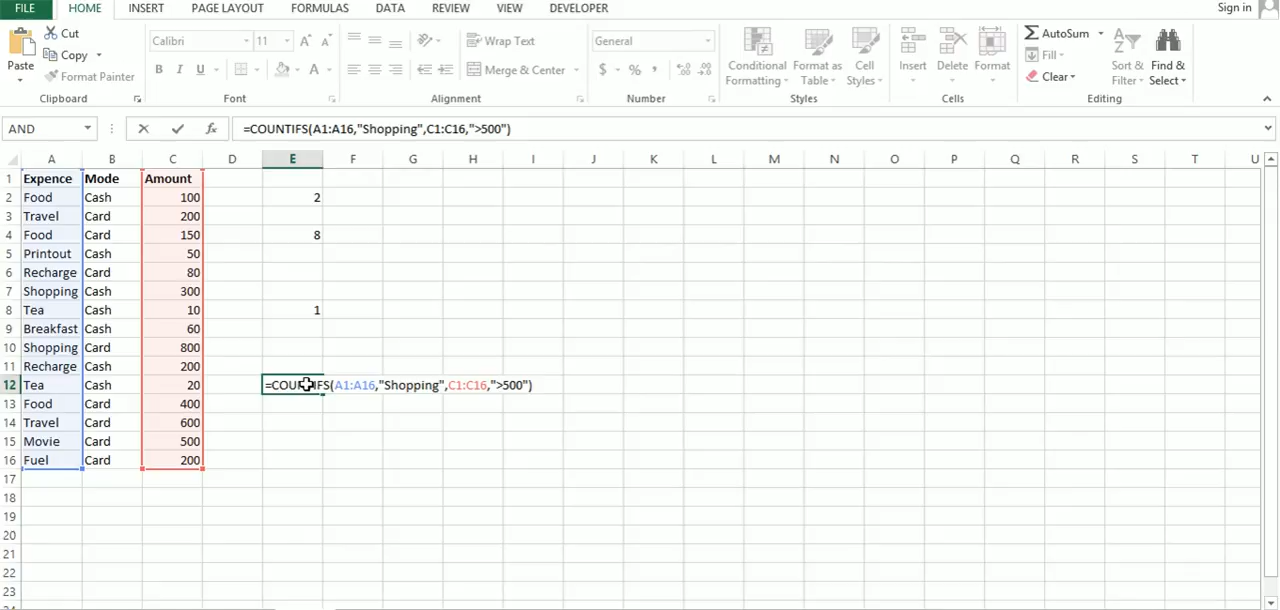 FILE HOME INSERT PAGE LAYOUT FORMULAS DATA REVIEW VIEW DEVELOPER Sign in
Paste
Cut
Copy
Format Painter
Clipboard
Calibri 11 A A
B I U A
Font
Wrap Text
Merge & Center
Alignment
General
$ % ,
Number
Conditional Formatting
Format as Table
Cell Styles
Styles
Insert Delete Format
Cells
AutoSum
Fill
Clear
Sort & Filter
Find & Select
Editing
AND fx =COUNTIFS(A1:A16,"Shopping",C1:C16,">500")
A B C D E F G H I J K L M N O P Q R S T U
1 Expence Mode Amount
2 Food Cash 100 2
3 Travel Card 200
4 Food Card 150 8
5 Printout Cash 50
6 Recharge Card 80
7 Shopping Cash 300
8 Tea Cash 10 1
9 Breakfast Cash 60
10 Shopping Card 800
11 Recharge Cash 200
12 Tea Cash 20 =COUNTIFS(A1:A16,"Shopping",C1:C16,">500")
13 Food Card 400
14 Travel Card 600
15 Movie Card 500
16 Fuel Card 200
17
18
19
20
21
22
23